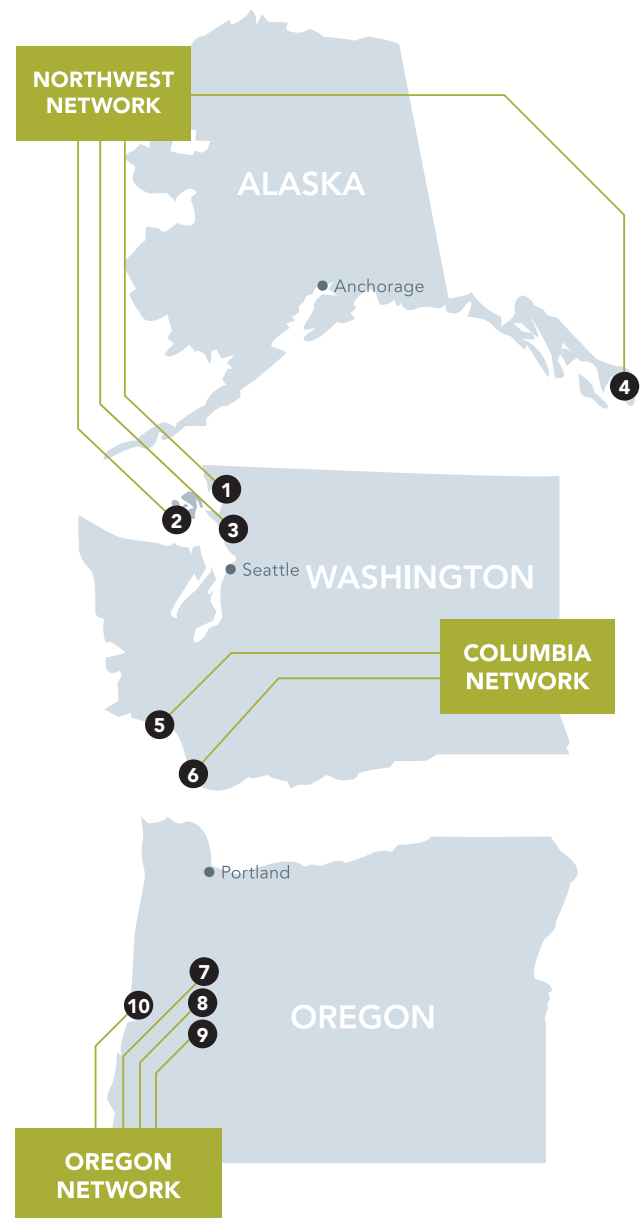 NORTHWEST
NETWORK
ALASKA
Anchorage
4
1
2
3
Seattle
WASHINGTON
COLUMBIA
NETWORK
5
6
Portland
7
10
8
OREGON
9
OREGON
NETWORK